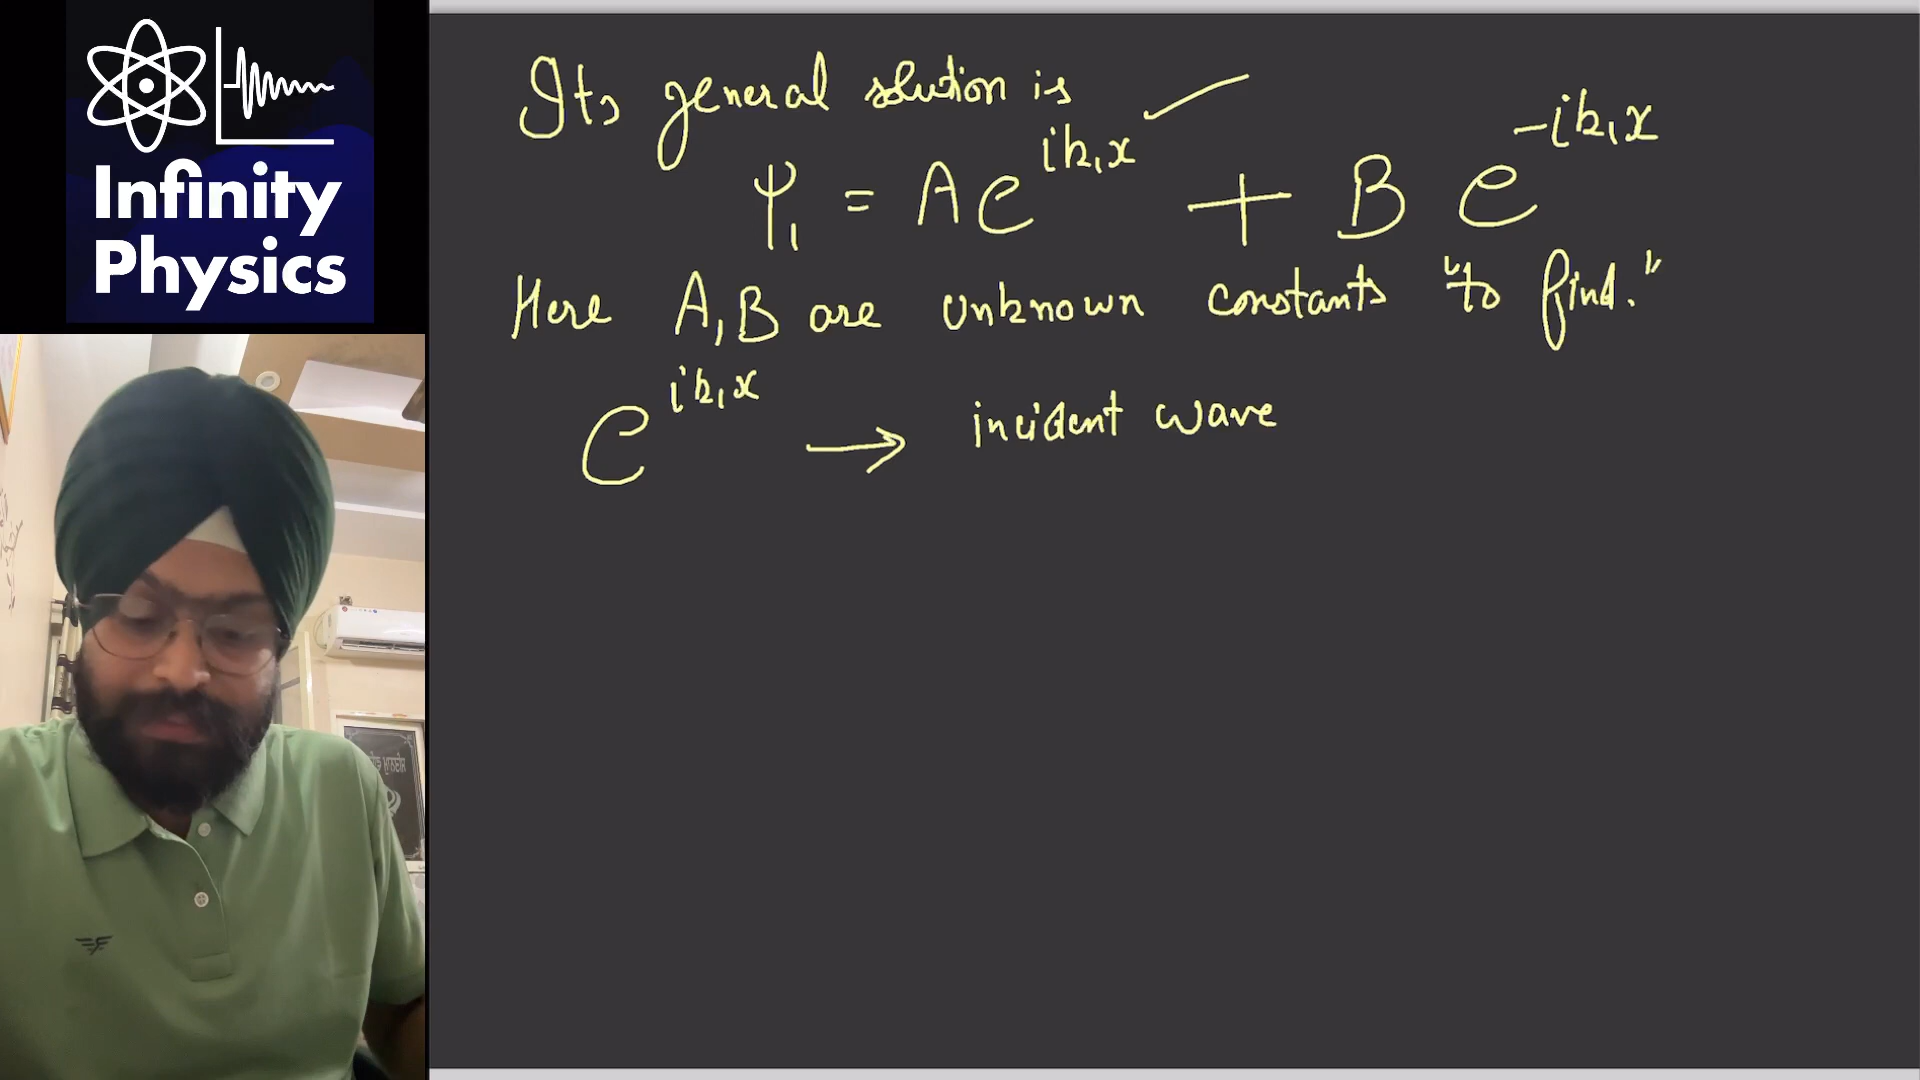 Infinity
Physics
Its general solution is
ψ₁ = A e^{ik₁x} + B e^{-ik₁x}
Here A, B are unknown constants "to find."
e^{ik₁x} → incident wave